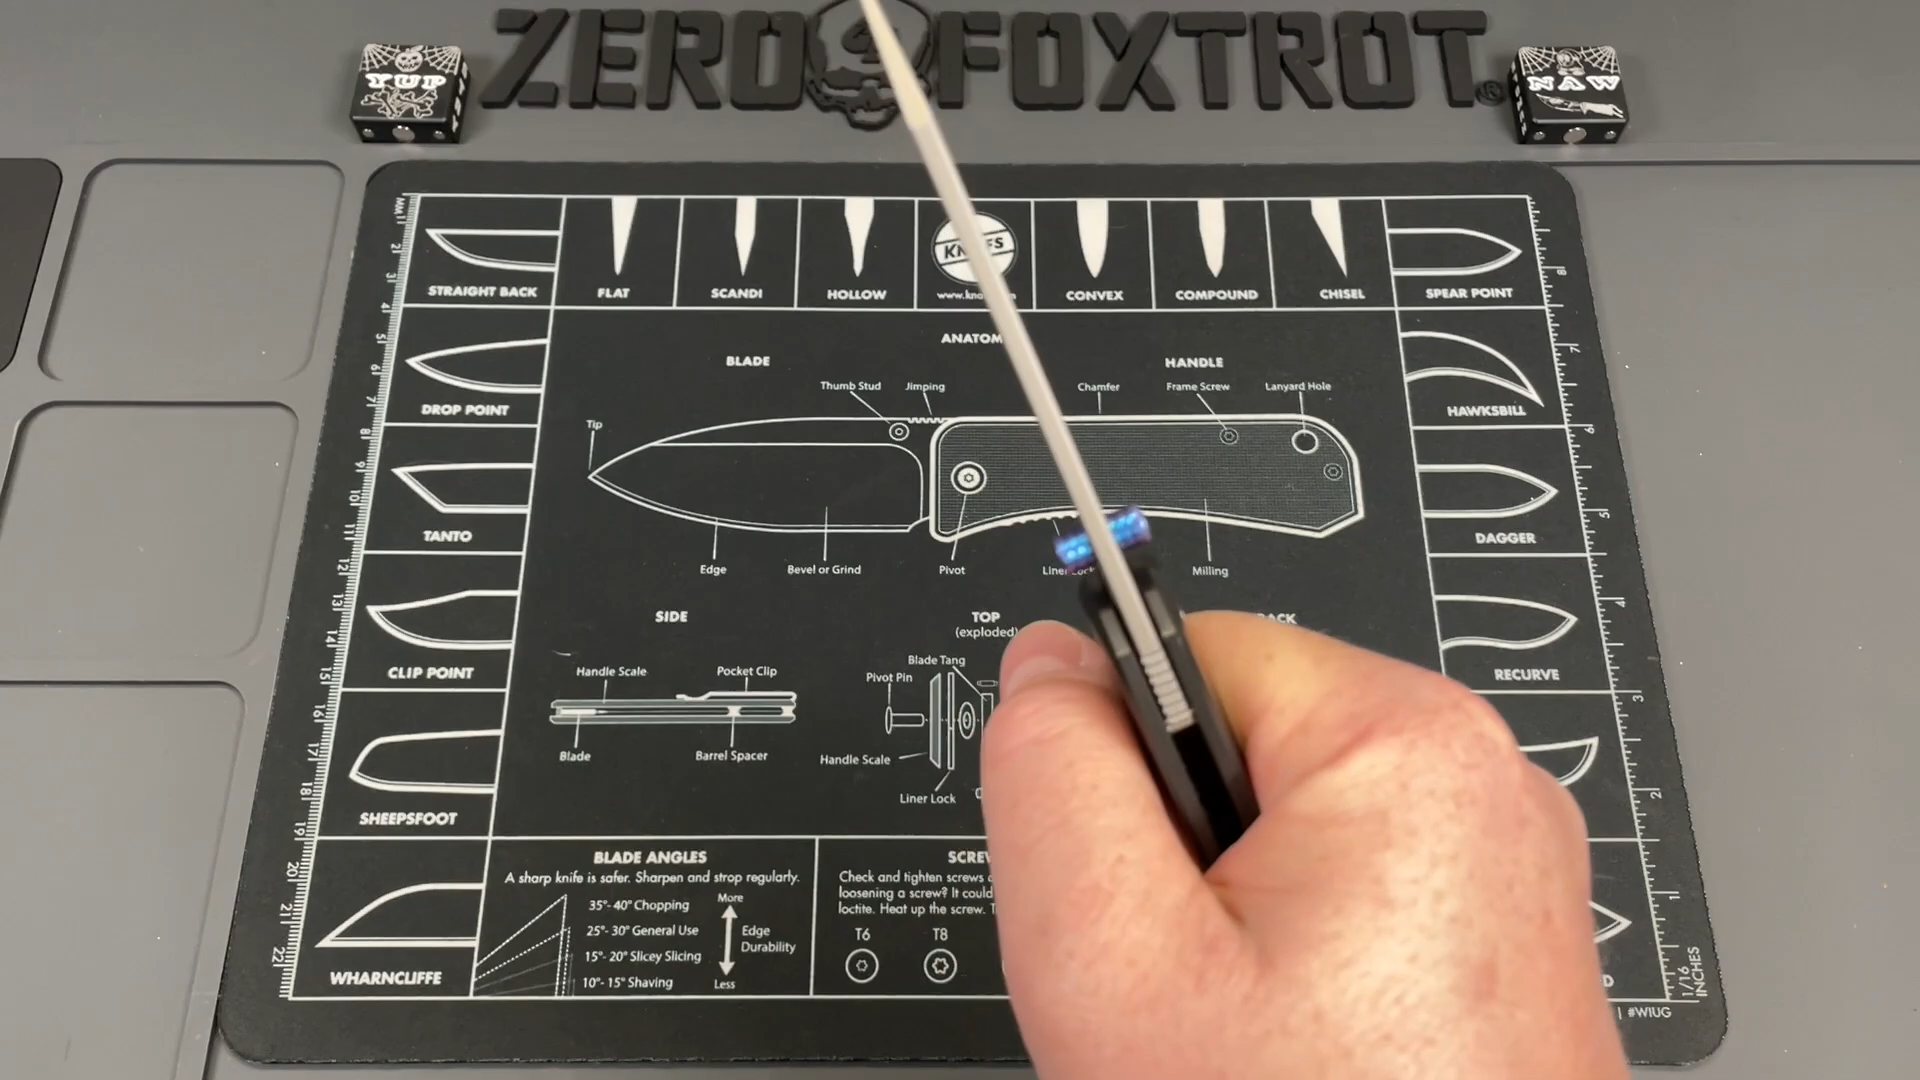 ZERO FOXTROT ®
YUP
NAW
MM
STRAIGHT BACK
FLAT
SCANDI
HOLLOW
CONVEX
COMPOUND
CHISEL
SPEAR POINT
DROP POINT
HAWKSBILL
TANTO
DAGGER
CLIP POINT
RECURVE
SHEEPSFOOT
WHARNCLIFFE
BLADE
HANDLE
Thumb Stud
Jimping
Chamfer
Frame Screw
Lanyard Hole
Tip
Edge
Bevel or Grind
Pivot
Milling
SIDE
TOP
(exploded)
Handle Scale
Pocket Clip
Blade
Barrel Spacer
Blade Tang
Pivot Pin
Handle Scale
Liner Lock
BLADE ANGLES
A sharp knife is safer. Sharpen and strop regularly.
35°- 40° Chopping
25°- 30° General Use
15°- 20° Slicey Slicing
10°- 15° Shaving
More
Edge
Durability
Less
Check and tighten screws
loosening a screw? It could
loctite. Heat up the screw.
T6
T8
1/16
INCHES
| #WIUG